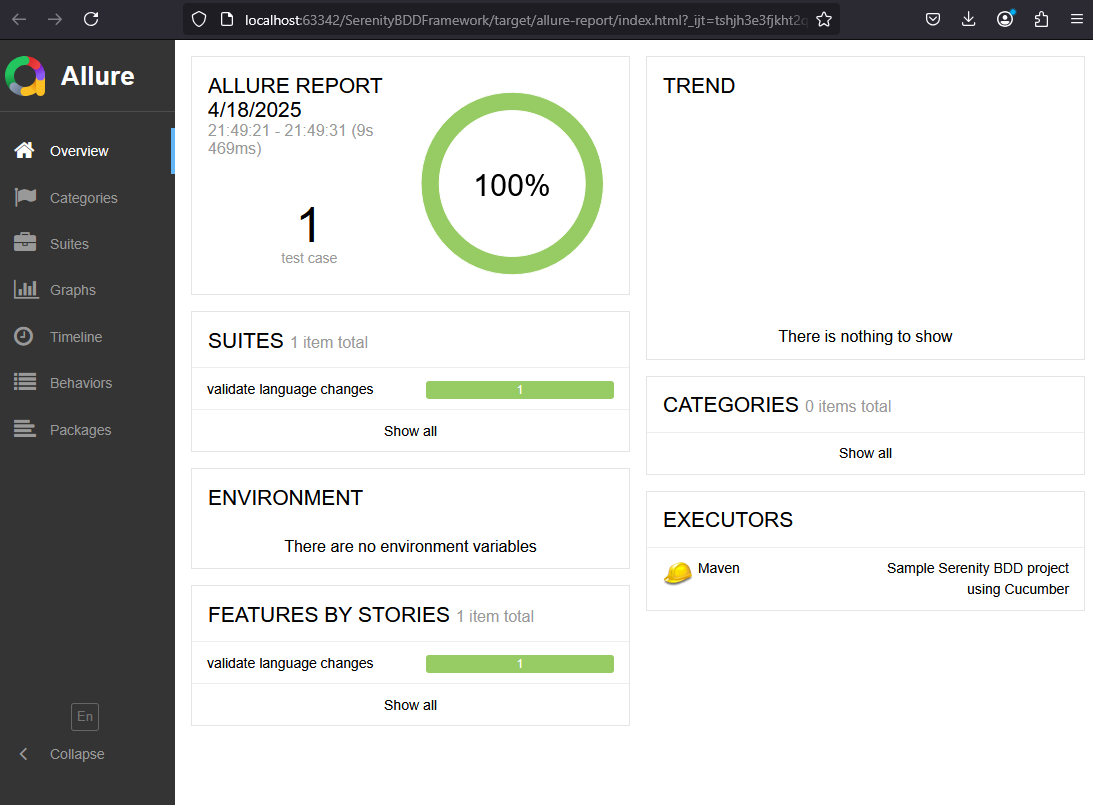 localhost:63342/SerenityBDDFramework/target/allure-report/index.html?_ijt=tshjh3e3fjkht2q
Allure
Overview
Categories
Suites
Graphs
Timeline
Behaviors
Packages
En
Collapse
ALLURE REPORT
4/18/2025
21:49:21 - 21:49:31 (9s
469ms)
1
test case
100%
SUITES 1 item total
validate language changes 1
Show all
ENVIRONMENT
There are no environment variables
FEATURES BY STORIES 1 item total
validate language changes 1
Show all
TREND
There is nothing to show
CATEGORIES 0 items total
Show all
EXECUTORS
Maven Sample Serenity BDD project
using Cucumber